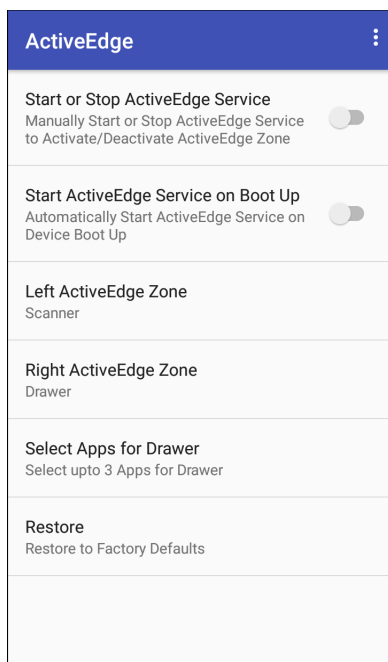 ActiveEdge
Start or Stop ActiveEdge Service
Manually Start or Stop ActiveEdge Service
to Activate/Deactivate ActiveEdge Zone
Start ActiveEdge Service on Boot Up
Automatically Start ActiveEdge Service on
Device Boot Up
Left ActiveEdge Zone
Scanner
Right ActiveEdge Zone
Drawer
Select Apps for Drawer
Select upto 3 Apps for Drawer
Restore
Restore to Factory Defaults